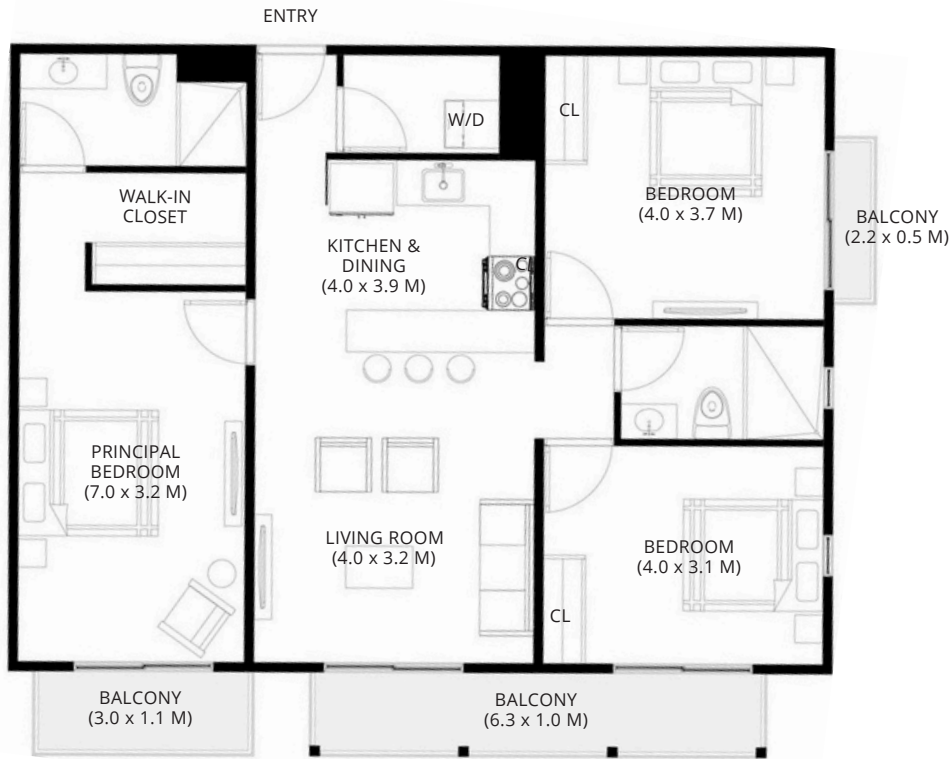 ENTRY
W/D
CL
WALK-IN
CLOSET
BEDROOM
(4.0 x 3.7 M)
BALCONY
(2.2 x 0.5 M)
KITCHEN &
DINING
(4.0 x 3.9 M)
CL
PRINCIPAL
BEDROOM
(7.0 x 3.2 M)
LIVING ROOM
(4.0 x 3.2 M)
BEDROOM
(4.0 x 3.1 M)
CL
BALCONY
(3.0 x 1.1 M)
BALCONY
(6.3 x 1.0 M)